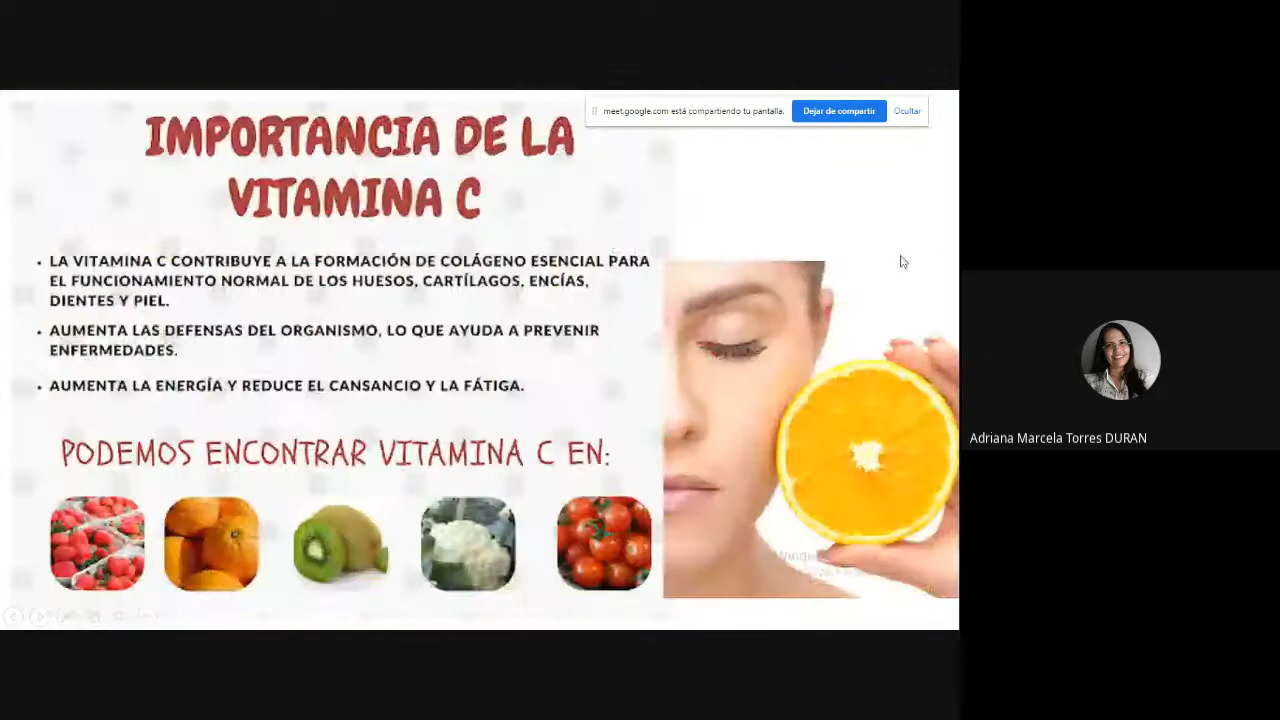 meet.google.com está compartiendo tu pantalla.
Dejar de compartir
Ocultar
IMPORTANCIA DE LA
VITAMINA C
• LA VITAMINA C CONTRIBUYE A LA FORMACIÓN DE COLÁGENO ESENCIAL PARA
EL FUNCIONAMIENTO NORMAL DE LOS HUESOS, CARTÍLAGOS, ENCÍAS,
DIENTES Y PIEL.
• AUMENTA LAS DEFENSAS DEL ORGANISMO, LO QUE AYUDA A PREVENIR
ENFERMEDADES.
• AUMENTA LA ENERGÍA Y REDUCE EL CANSANCIO Y LA FÁTIGA.
PODEMOS ENCONTRAR VITAMINA C EN:
Adriana Marcela Torres DURAN